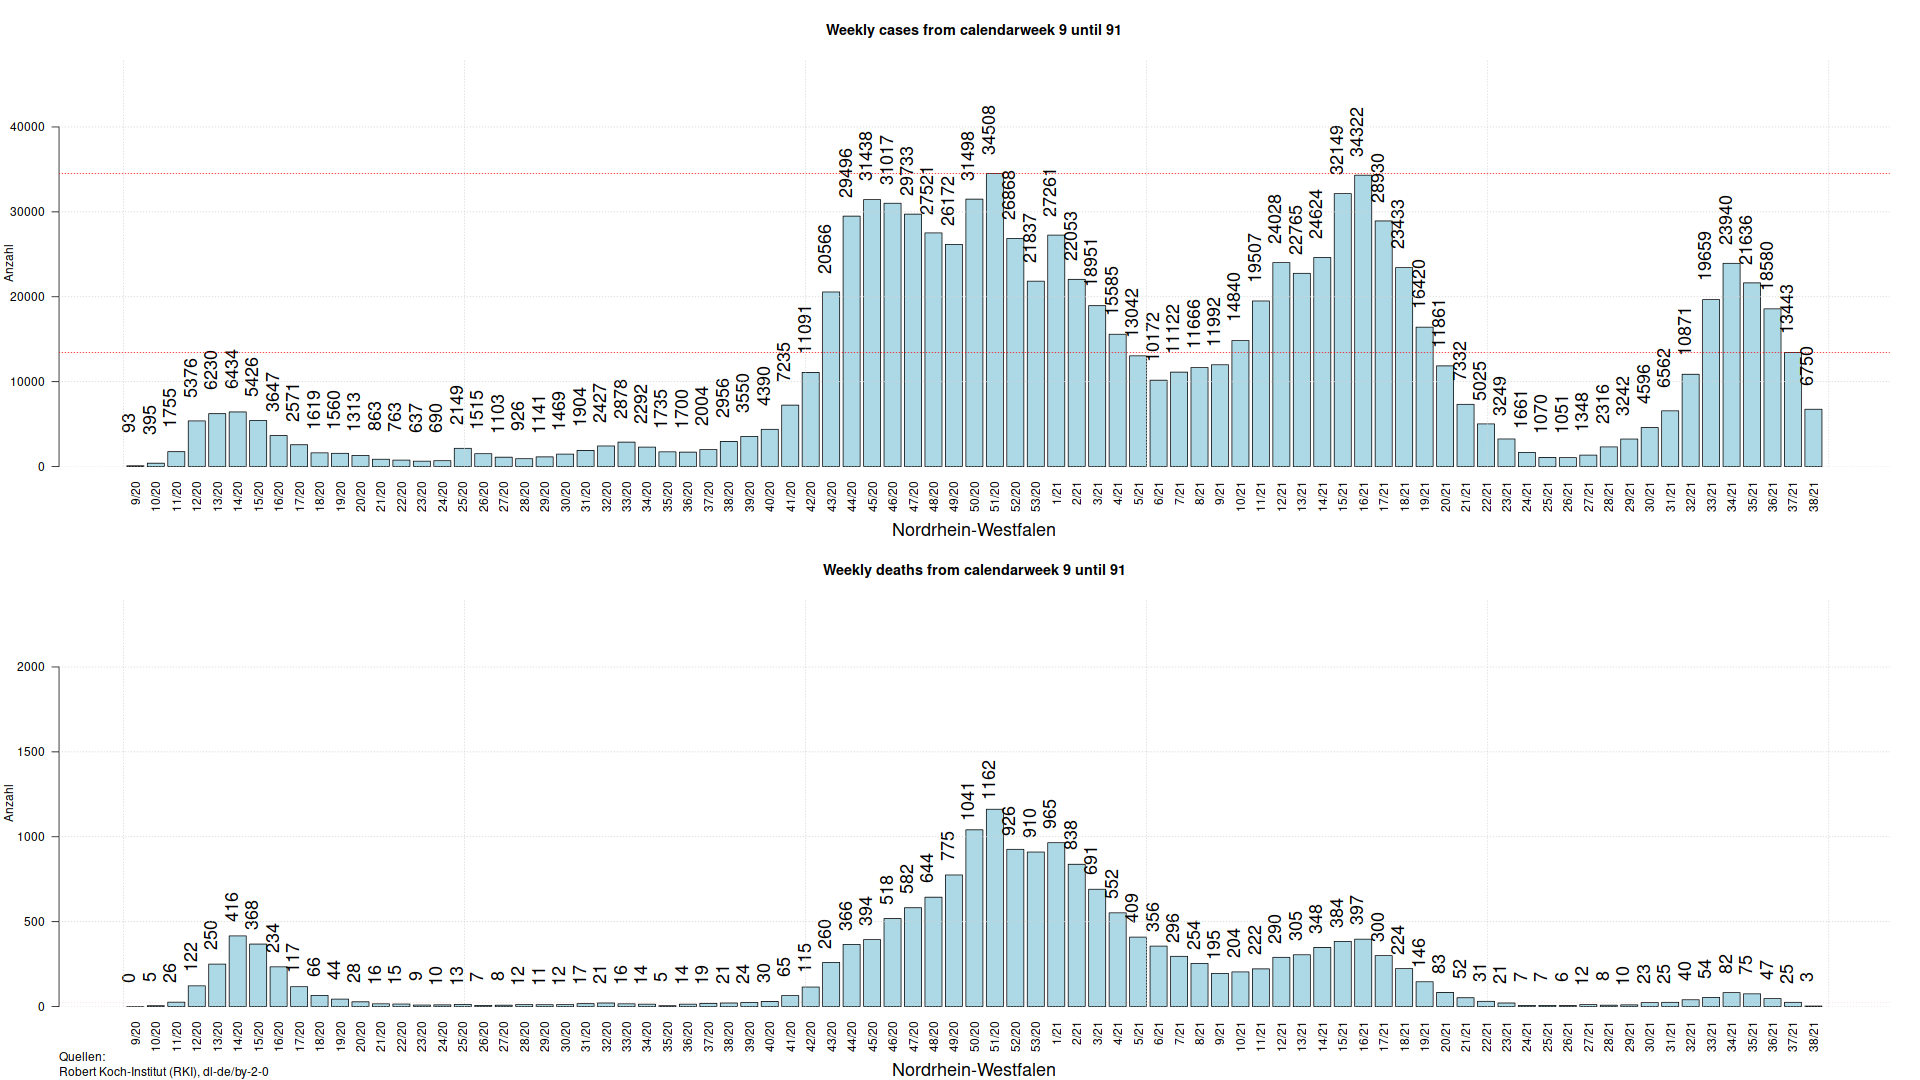 Weekly cases from calendarweek 9 until 91
Anzahl
40000
30000
20000
10000
0
93 395 1755 5376 6230 6434 5426 3647 2571 1619 1560 1313 863 763 637 690 2149 1515 1103 926 1141 1469 1904 2427 2878 2292 1735 1700 2004 2956 3550 4390 7235 11091 20566 29496 31438 31017 29733 27521 26172 31498 34508 26868 21837 27261 22053 18951 15585 13042 10172 11122 11666 11992 14840 19507 24028 22765 24624 32149 34322 28930 23433 16420 11861 7332 5025 3249 1661 1070 1051 1348 2316 3242 4596 6562 10871 19659 23940 21636 18580 13443 6750
9/20 10/20 11/20 12/20 13/20 14/20 15/20 16/20 17/20 18/20 19/20 20/20 21/20 22/20 23/20 24/20 25/20 26/20 27/20 28/20 29/20 30/20 31/20 32/20 33/20 34/20 35/20 36/20 37/20 38/20 39/20 40/20 41/20 42/20 43/20 44/20 45/20 46/20 47/20 48/20 49/20 50/20 51/20 52/20 53/20 1/21 2/21 3/21 4/21 5/21 6/21 7/21 8/21 9/21 10/21 11/21 12/21 13/21 14/21 15/21 16/21 17/21 18/21 19/21 20/21 21/21 22/21 23/21 24/21 25/21 26/21 27/21 28/21 29/21 30/21 31/21 32/21 33/21 34/21 35/21 36/21 37/21 38/21
Nordrhein-Westfalen
Weekly deaths from calendarweek 9 until 91
Anzahl
2000
1500
1000
500
0
0 5 26 122 250 416 368 234 117 66 44 28 16 15 9 10 13 7 8 12 11 12 17 21 16 14 5 14 19 21 24 30 65 115 260 366 394 518 582 644 775 1041 1162 926 910 965 838 691 552 409 356 296 254 195 204 222 290 305 348 384 397 300 224 146 83 52 31 21 7 7 6 12 8 10 23 25 40 54 82 75 47 25 3
9/20 10/20 11/20 12/20 13/20 14/20 15/20 16/20 17/20 18/20 19/20 20/20 21/20 22/20 23/20 24/20 25/20 26/20 27/20 28/20 29/20 30/20 31/20 32/20 33/20 34/20 35/20 36/20 37/20 38/20 39/20 40/20 41/20 42/20 43/20 44/20 45/20 46/20 47/20 48/20 49/20 50/20 51/20 52/20 53/20 1/21 2/21 3/21 4/21 5/21 6/21 7/21 8/21 9/21 10/21 11/21 12/21 13/21 14/21 15/21 16/21 17/21 18/21 19/21 20/21 21/21 22/21 23/21 24/21 25/21 26/21 27/21 28/21 29/21 30/21 31/21 32/21 33/21 34/21 35/21 36/21 37/21 38/21
Nordrhein-Westfalen
Quellen:
Robert Koch-Institut (RKI), dl-de/by-2-0